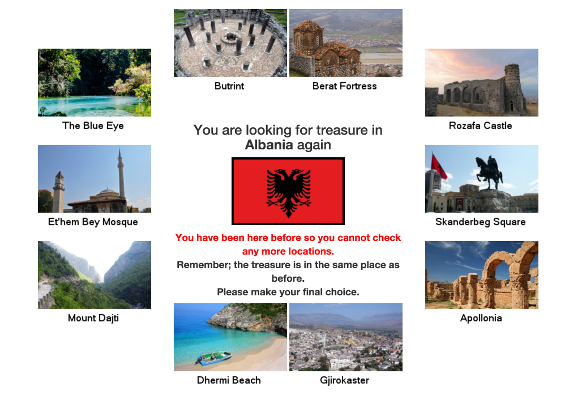 Butrint
Berat Fortress
The Blue Eye
Rozafa Castle
You are looking for treasure in
Albania again
Et'hem Bey Mosque
Skanderbeg Square
You have been here before so you cannot check
any more locations.
Remember; the treasure is in the same place as
before.
Please make your final choice.
Mount Dajti
Apollonia
Dhermi Beach
Gjirokaster